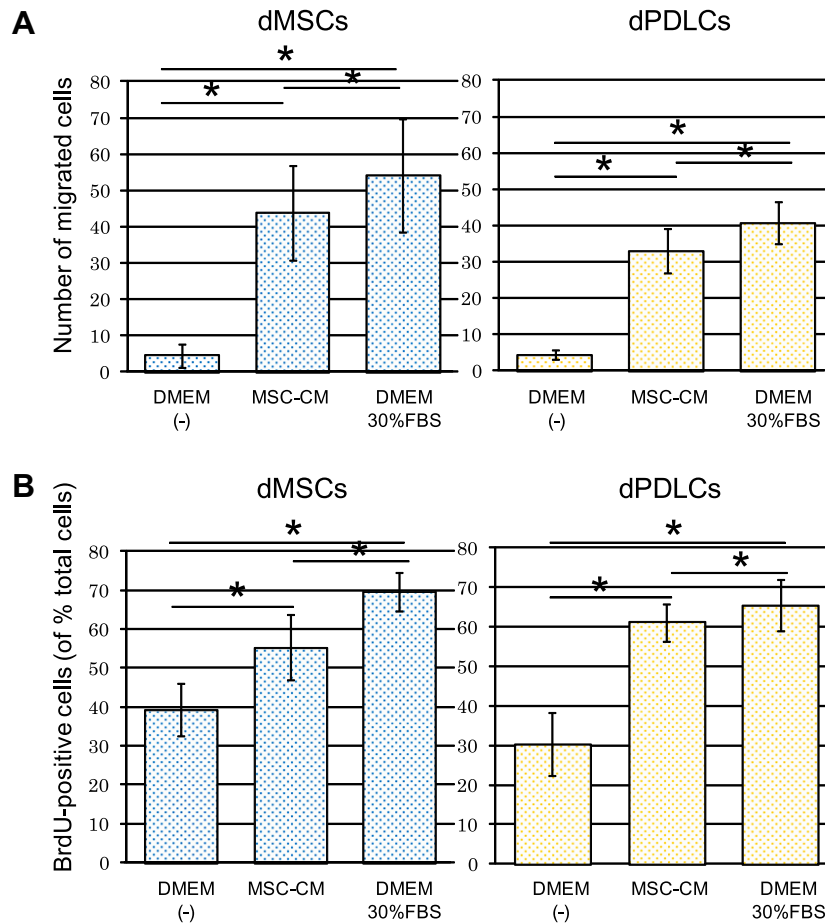 A
dMSCs
dPDLCs
*
*
*
*
*
*
Number of migrated cells
80
70
60
50
40
30
20
10
0
80
70
60
50
40
30
20
10
0
DMEM
(-)
MSC-CM
DMEM
30%FBS
DMEM
(-)
MSC-CM
DMEM
30%FBS
B
dMSCs
dPDLCs
*
*
*
*
*
*
BrdU-positive cells (of % total cells)
80
70
60
50
40
30
20
10
0
80
70
60
50
40
30
20
10
0
DMEM
(-)
MSC-CM
DMEM
30%FBS
DMEM
(-)
MSC-CM
DMEM
30%FBS